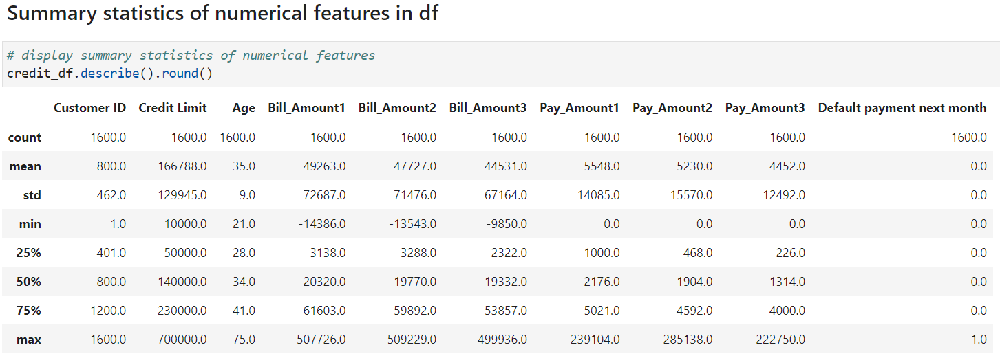 Summary statistics of numerical features in df
# display summary statistics of numerical features
credit_df.describe().round()
Customer ID Credit Limit Age Bill_Amount1 Bill_Amount2 Bill_Amount3 Pay_Amount1 Pay_Amount2 Pay_Amount3 Default payment next month
count 1600.0 1600.0 1600.0 1600.0 1600.0 1600.0 1600.0 1600.0 1600.0 1600.0
mean 800.0 166788.0 35.0 49263.0 47727.0 44531.0 5548.0 5230.0 4452.0 0.0
std 462.0 129945.0 9.0 72687.0 71476.0 67164.0 14085.0 15570.0 12492.0 0.0
min 1.0 10000.0 21.0 -14386.0 -13543.0 -9850.0 0.0 0.0 0.0 0.0
25% 401.0 50000.0 28.0 3138.0 3288.0 2322.0 1000.0 468.0 226.0 0.0
50% 800.0 140000.0 34.0 20320.0 19770.0 19332.0 2176.0 1904.0 1314.0 0.0
75% 1200.0 230000.0 41.0 61603.0 59892.0 53857.0 5021.0 4592.0 4000.0 0.0
max 1600.0 700000.0 75.0 507726.0 509229.0 499936.0 239104.0 285138.0 222750.0 1.0